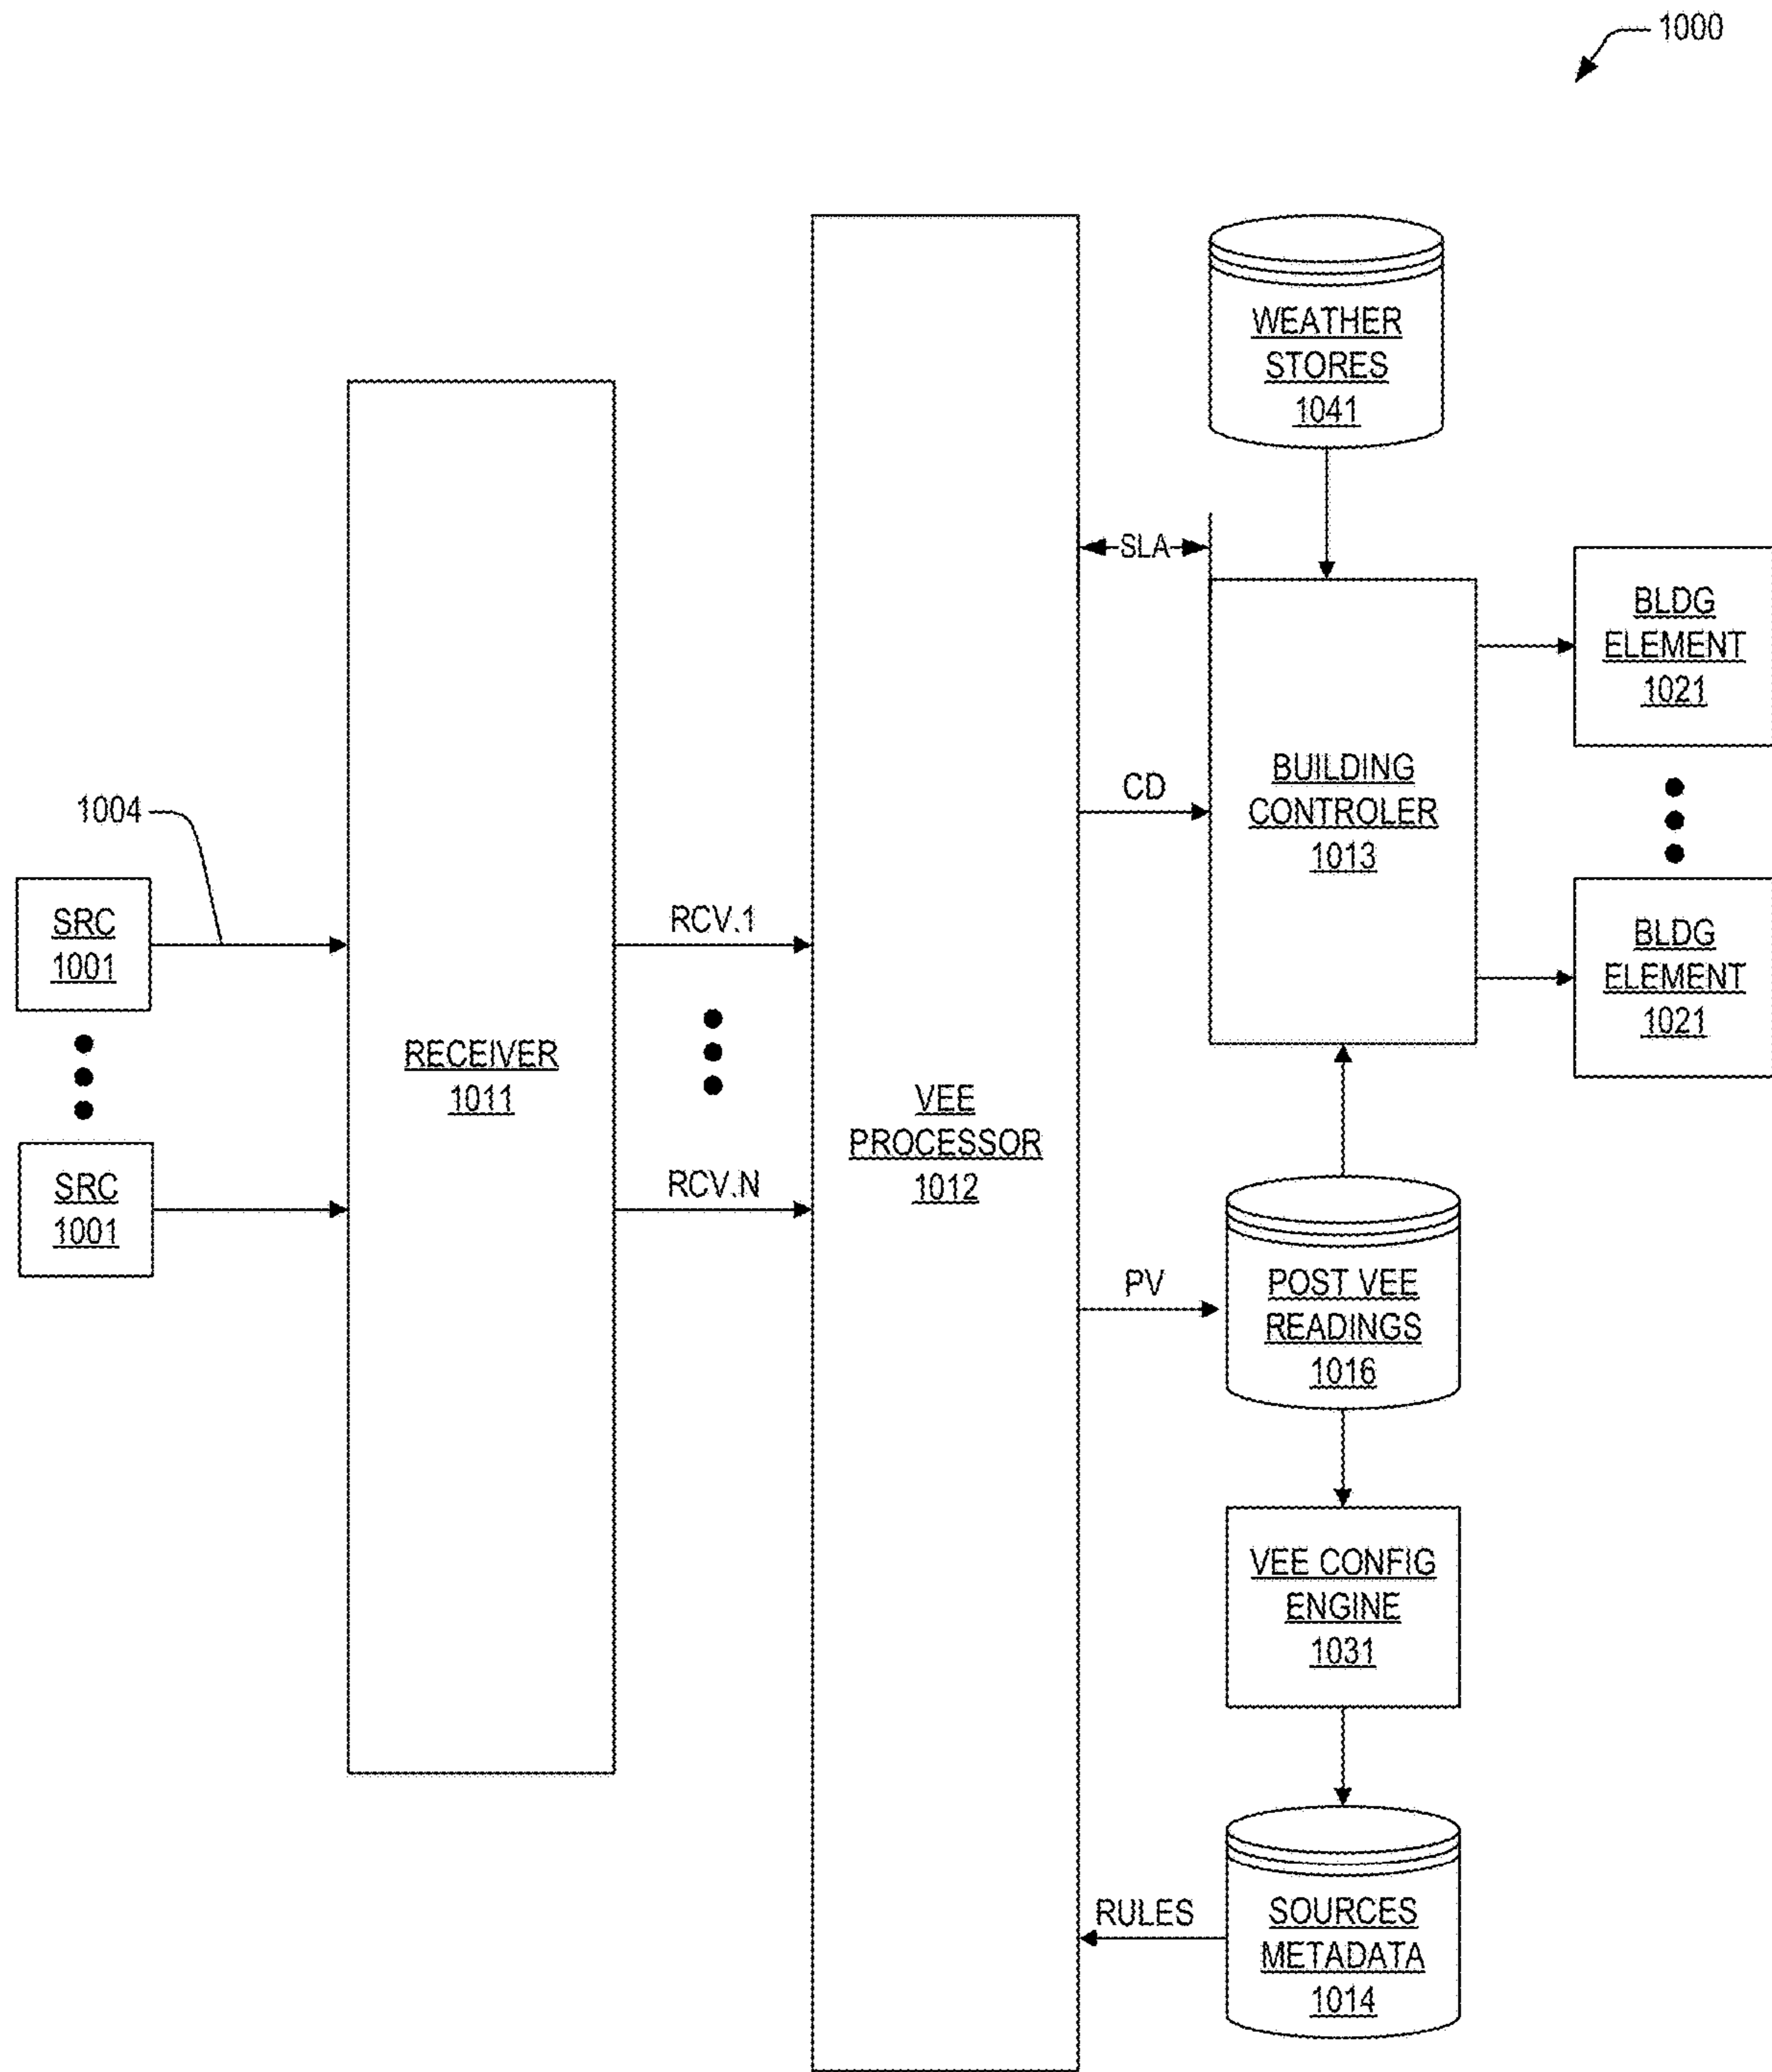 1000
WEATHER
STORES
1041
SLA
BLDG
ELEMENT
1021
CD
BUILDING
CONTROLER
1013
1004
SRC
1001
RCV.1
BLDG
ELEMENT
1021
RECEIVER
1011
VEE
PROCESSOR
1012
SRC
1001
RCV.N
PV
POST VEE
READINGS
1016
VEE CONFIG
ENGINE
1031
RULES
SOURCES
METADATA
1014